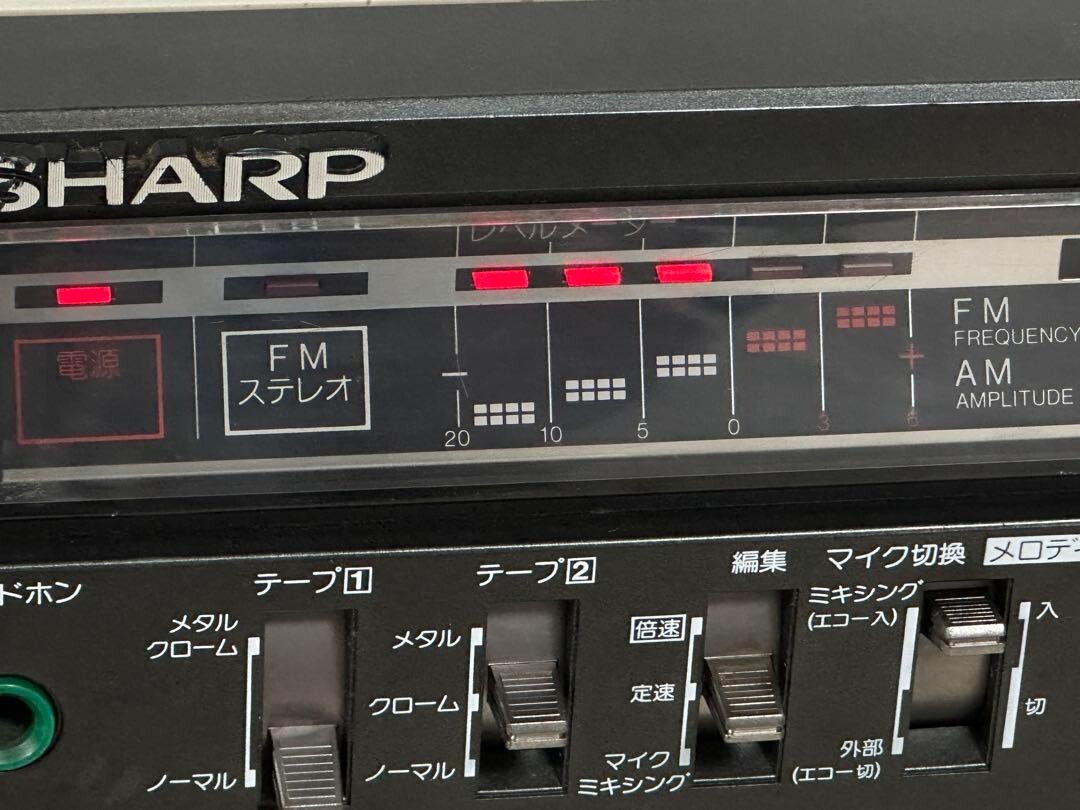 SHARP
レベルメータ
電源
FM
ステレオ
− +
20 10 5 0 3 6
FM
FREQUENCY
AM
AMPLITUDE
ドホン
テープ1
メタル
クローム
ノーマル
テープ2
メタル
クローム
ノーマル
編集
倍速
定速
マイク
ミキシング
マイク切換
ミキシング
(エコー入)
外部
(エコー切)
メロディ
入
切